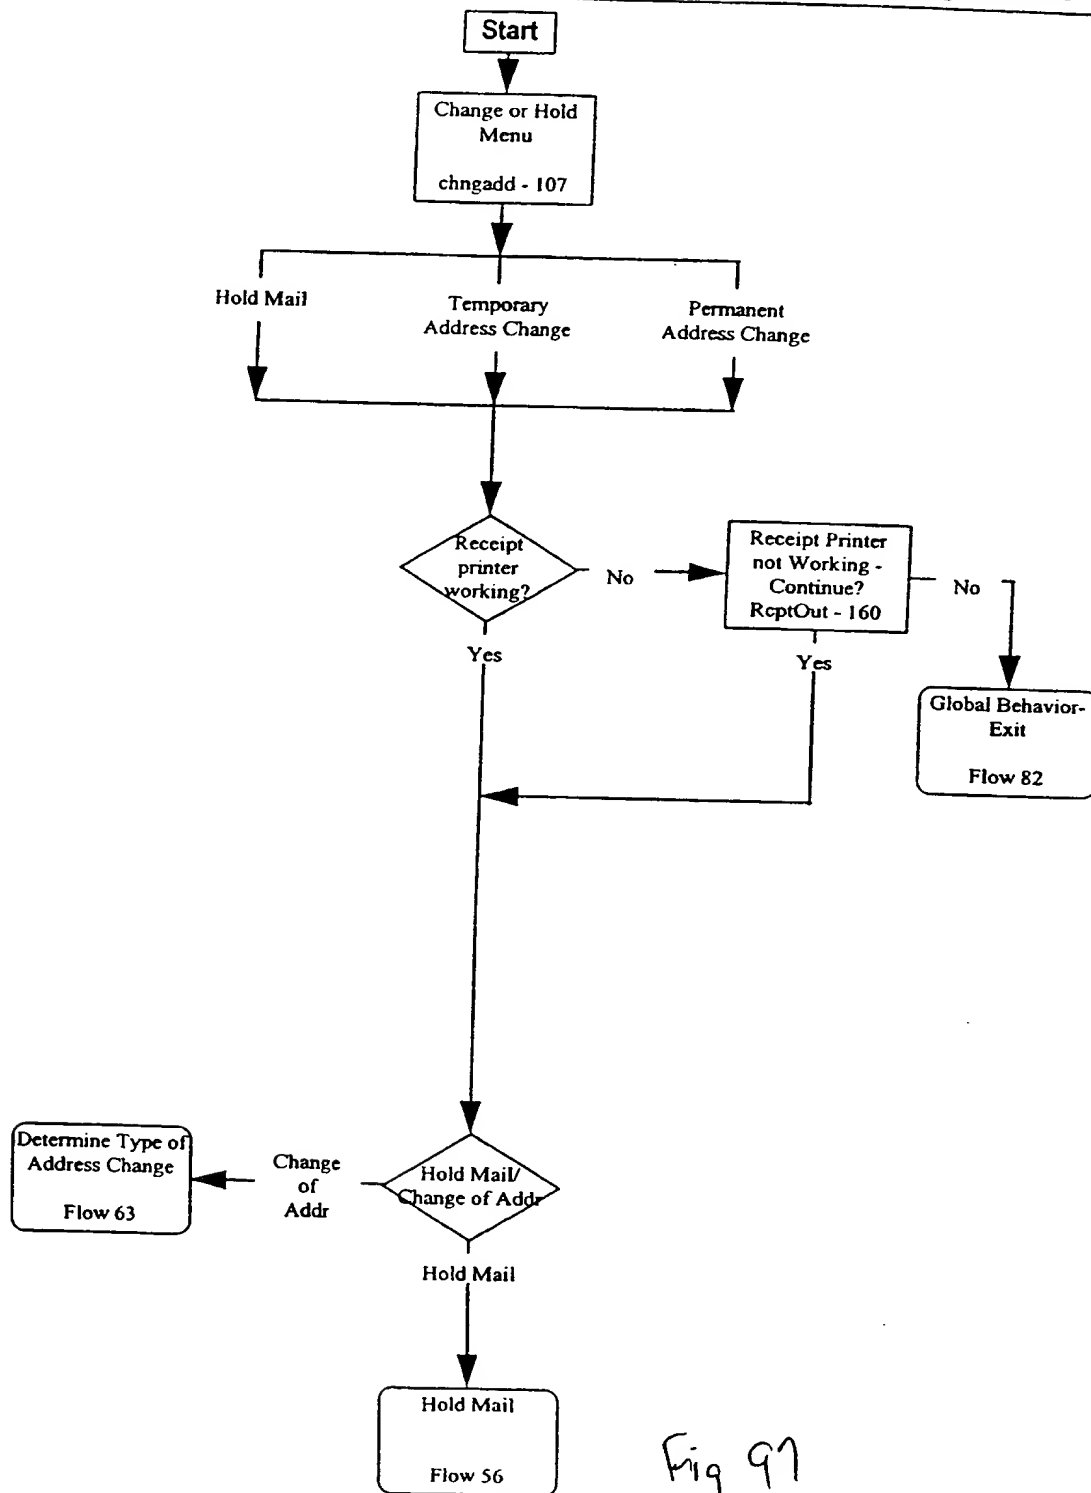 Start
Change or Hold
Menu
chngadd - 107
Hold Mail
Temporary
Address Change
Permanent
Address Change
Receipt
printer
working?
No
Receipt Printer
not Working -
Continue?
RcptOut - 160
No
Yes
Yes
Global Behavior-
Exit
Flow 82
Determine Type of
Address Change
Flow 63
Change
of
Addr
Hold Mail/
Change of Addr
Hold Mail
Hold Mail
Flow 56
Fig 97